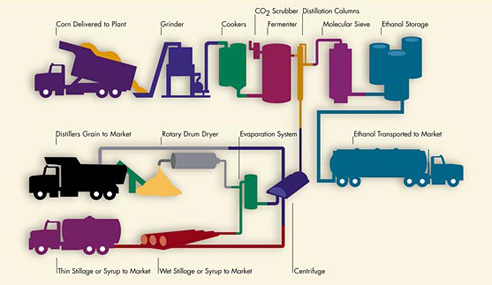 CO2 Scrubber
Distillation Columns
Corn Delivered to Plant
Grinder
Cookers
Fermenter
Molecular Sieve
Ethanol Storage
Distillers Grain to Market
Rotary Drum Dryer
Evaporation System
Ethanol Transported to Market
Thin Stillage or Syrup to Market
Wet Stillage or Syrup to Market
Centrifuge